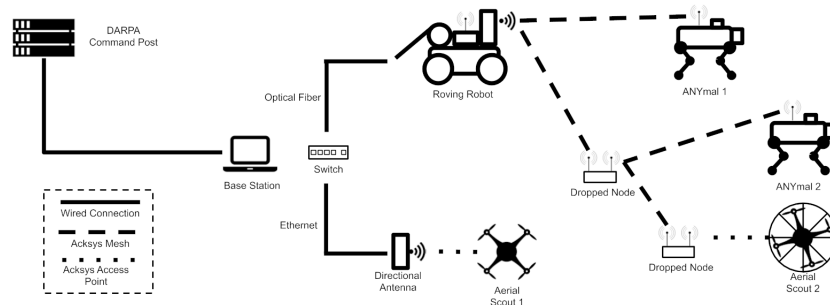 DARPA
Command Post
Optical Fiber
Roving Robot
ANYmal 1
Base Station
Switch
Dropped Node
ANYmal 2
Wired Connection
Acksys Mesh
Acksys Access
Point
Ethernet
Directional
Antenna
Aerial
Scout 1
Dropped Node
Aerial
Scout 2